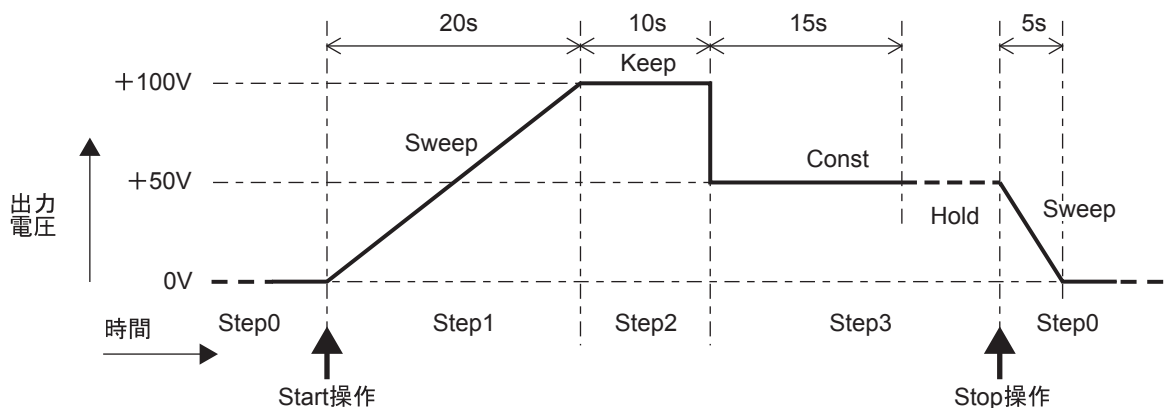 20s
10s
15s
5s
Keep
+100V
Sweep
Const
+50V
出力
電圧
Hold
Sweep
0V
Step0
Step1
Step2
Step3
Step0
時間
Start操作
Stop操作